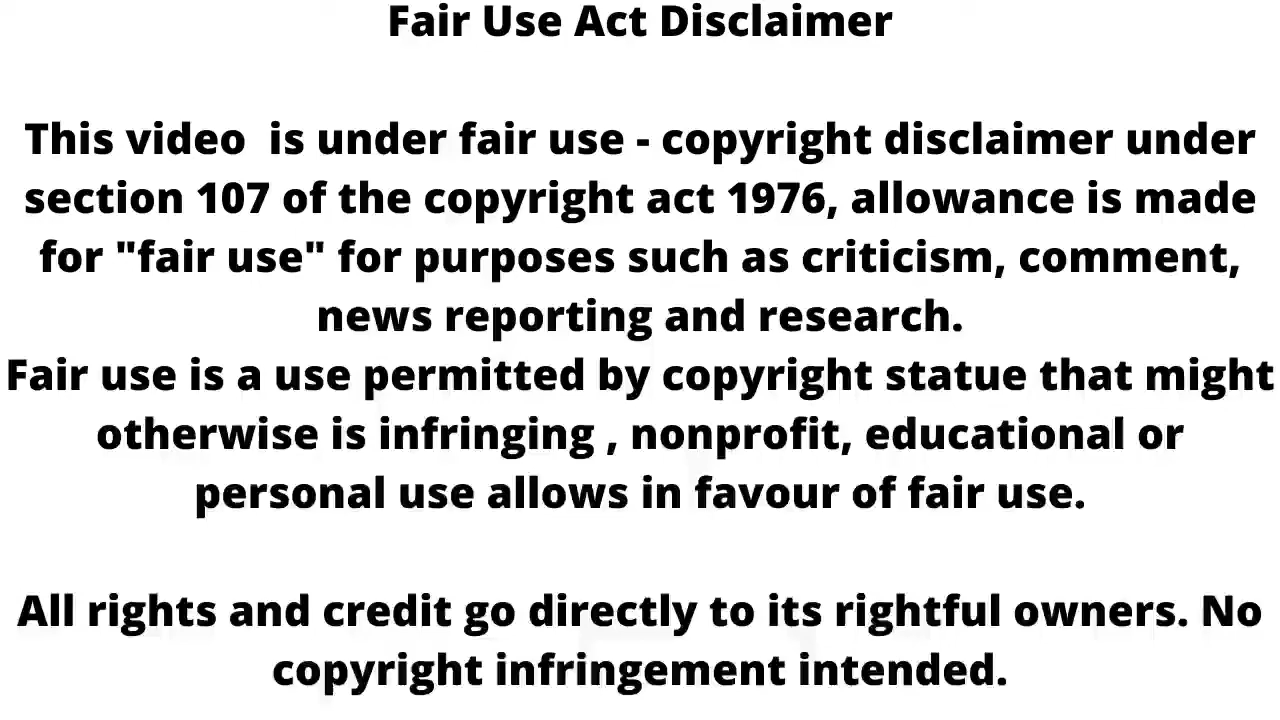 Fair Use Act Disclaimer
This video is under fair use - copyright disclaimer under
section 107 of the copyright act 1976, allowance is made
for "fair use" for purposes such as criticism, comment,
news reporting and research.
Fair use is a use permitted by copyright statue that might
otherwise is infringing , nonprofit, educational or
personal use allows in favour of fair use.
All rights and credit go directly to its rightful owners. No
copyright infringement intended.